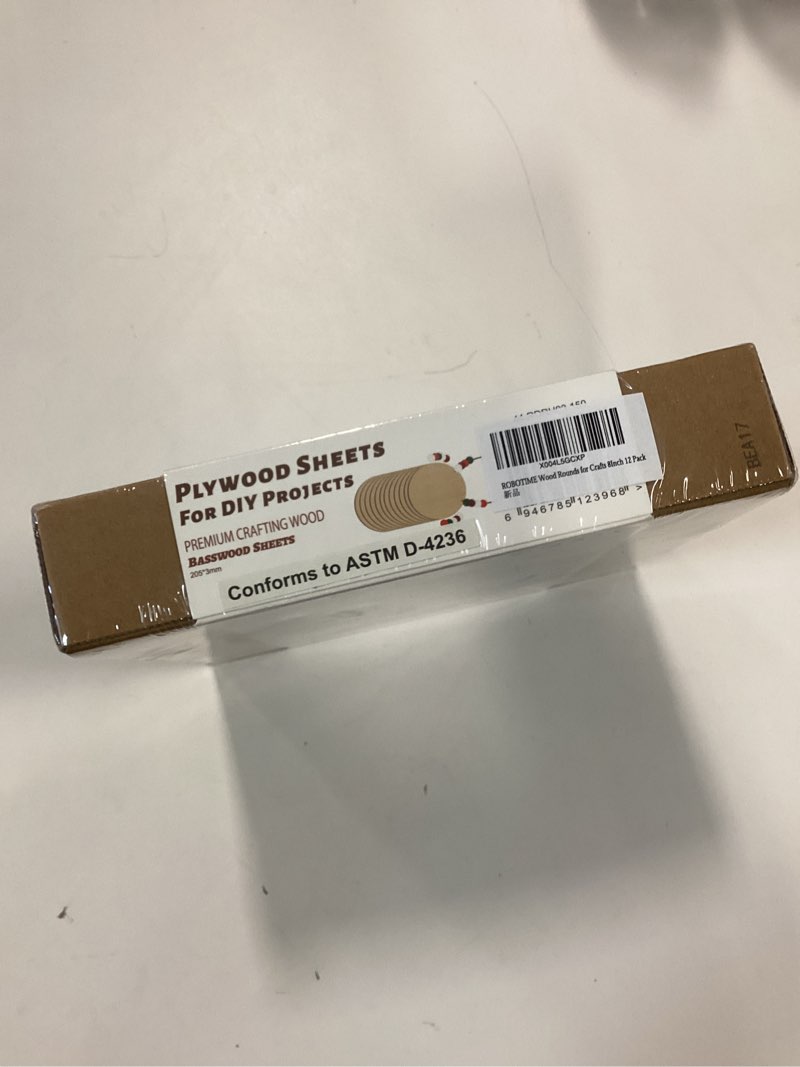 PLYWOOD SHEETS
FOR DIY PROJECTS
PREMIUM CRAFTING WOOD
BASSWOOD SHEETS
205*3mm
Conforms to ASTM D-4236
X004L5GCXP
ROBOTIME Wood Rounds for Crafts 8Inch 12 Pack
新品
6 946785 123968 >
BEA17